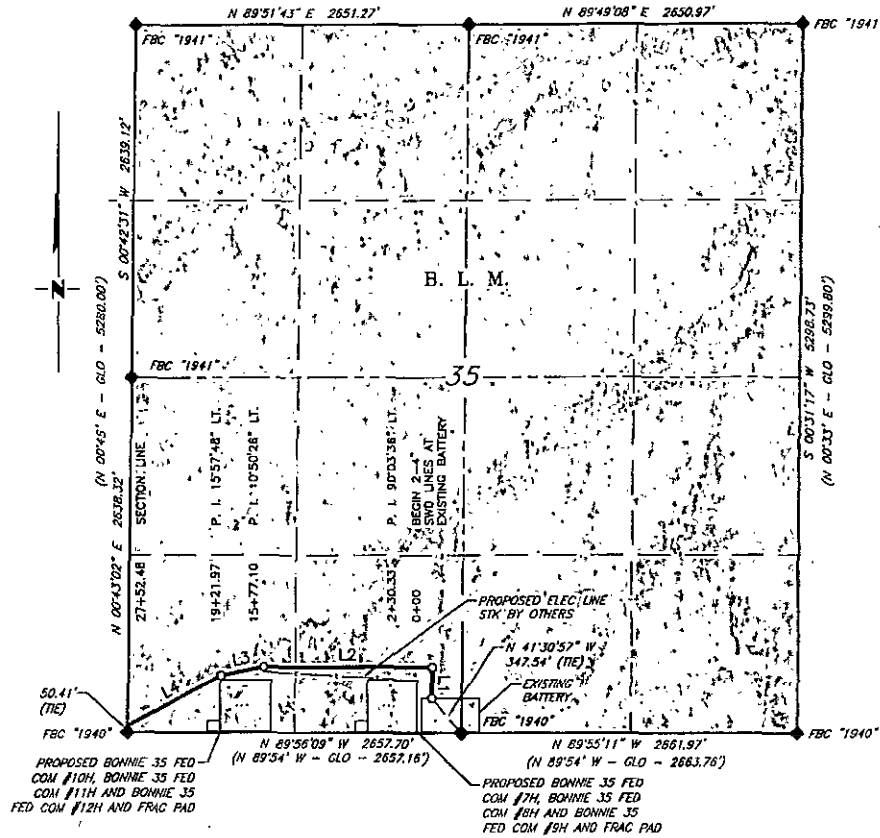 N 89°51'43" E 2651.27'
N 89°49'08" E 2650.97'
FBC "1941"
FBC "1941"
FBC "1941"
S 00°42'31" W 2639.12'
(N 00°45' E - GLO - 5280.00')
N
B. L. M.
S 00°31'17" W 5298.73'
(N 00°33' E - GLO - 5299.80')
FBC "1941"
35
N 00°43'02" E 2638.32'
27+52.48 SECTION LINE
19+21.97 P. I. 15°57'48" LT.
15+77.10 P. I. 10°50'28" LT.
2+30.33 P. I. 90°03'36" LT.
0+00 BEGIN 2-4"
SWD LINES AT
EXISTING BATTERY
PROPOSED ELEC LINE
STK BY OTHERS
N 41°30'57" W
347.54' (TIE)
EXISTING
BATTERY
L1
L2
L3
L4
50.41'
(TIE)
FBC "1940"
FBC "1940"
FBC "1940"
N 89°56'09" W 2657.70'
(N 89°54' W - GLO - 2657.16')
N 89°55'11" W 2661.97'
(N 89°54' W - GLO - 2663.76')
PROPOSED BONNIE 35 FED
COM #10H, BONNIE 35 FED
COM #11H AND BONNIE 35
FED COM #12H AND FRAC PAD
PROPOSED BONNIE 35 FED
COM #7H, BONNIE 35 FED
COM #8H AND BONNIE 35
FED COM #9H AND FRAC PAD